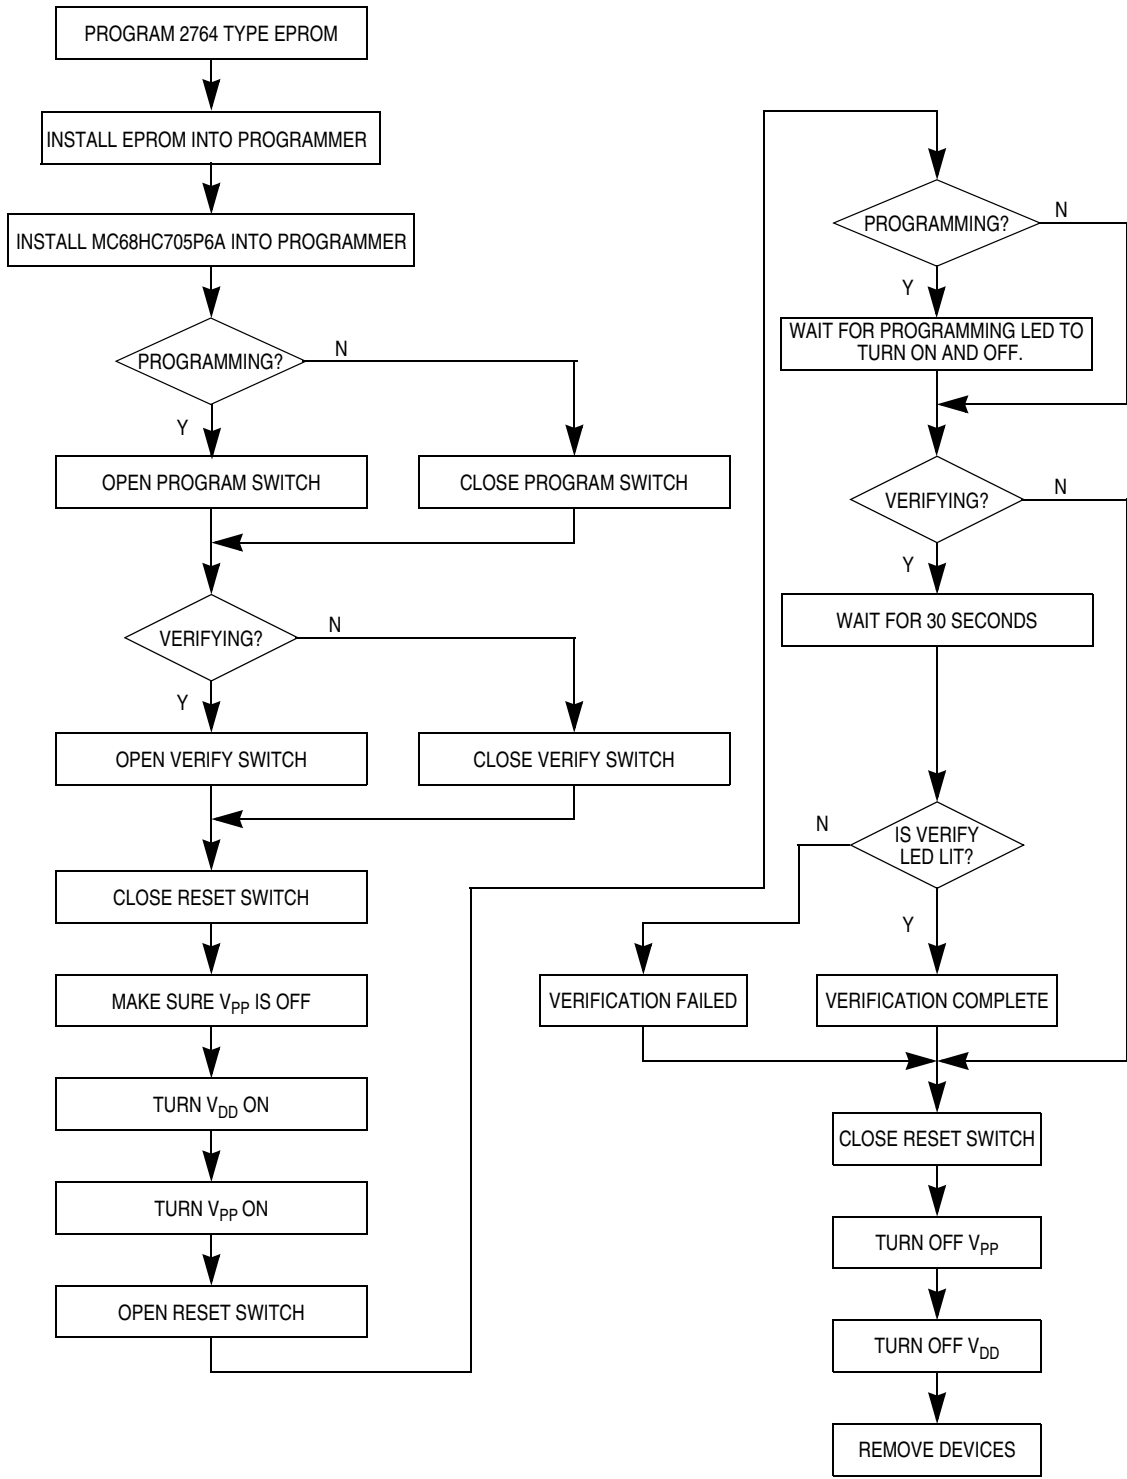 PROGRAM 2764 TYPE EPROM
INSTALL EPROM INTO PROGRAMMER
INSTALL MC68HC705P6A INTO PROGRAMMER
PROGRAMMING?
N
Y
OPEN PROGRAM SWITCH
CLOSE PROGRAM SWITCH
VERIFYING?
N
Y
OPEN VERIFY SWITCH
CLOSE VERIFY SWITCH
CLOSE RESET SWITCH
MAKE SURE VPP IS OFF
TURN VDD ON
TURN VPP ON
OPEN RESET SWITCH
PROGRAMMING?
N
Y
WAIT FOR PROGRAMMING LED TO
TURN ON AND OFF.
VERIFYING?
N
Y
WAIT FOR 30 SECONDS
IS VERIFY
LED LIT?
N
Y
VERIFICATION FAILED
VERIFICATION COMPLETE
CLOSE RESET SWITCH
TURN OFF VPP
TURN OFF VDD
REMOVE DEVICES